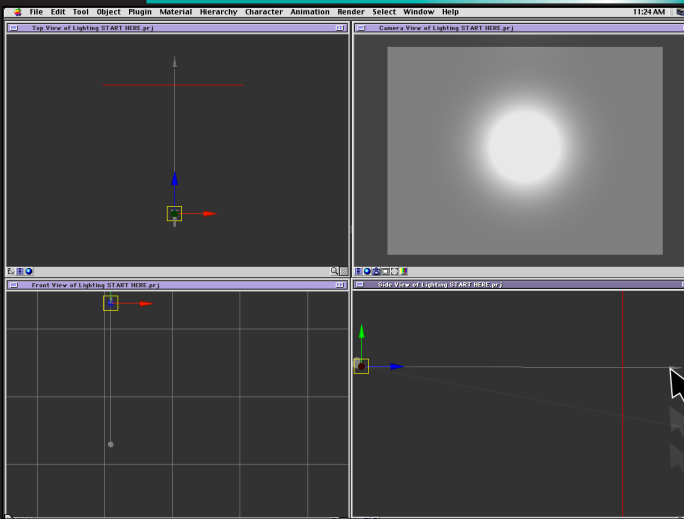 File Edit Tool Object Plugin Material Hierarchy Character Animation Render Select Window Help 11:24 AM
Top View of Lighting START HERE.prj
Camera View of Lighting START HERE.prj
Front View of Lighting START HERE.prj
Side View of Lighting START HERE.prj